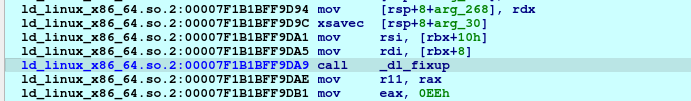 ld_linux_x86_64.so.2:00007F1B1BFF9D94 mov     [rsp+8+arg_268], rdx
ld_linux_x86_64.so.2:00007F1B1BFF9D9C xsavec  [rsp+8+arg_30]
ld_linux_x86_64.so.2:00007F1B1BFF9DA1 mov     rsi, [rbx+10h]
ld_linux_x86_64.so.2:00007F1B1BFF9DA5 mov     rdi, [rbx+8]
ld_linux_x86_64.so.2:00007F1B1BFF9DA9 call    _dl_fixup
ld_linux_x86_64.so.2:00007F1B1BFF9DAE mov     r11, rax
ld_linux_x86_64.so.2:00007F1B1BFF9DB1 mov     eax, 0EEh